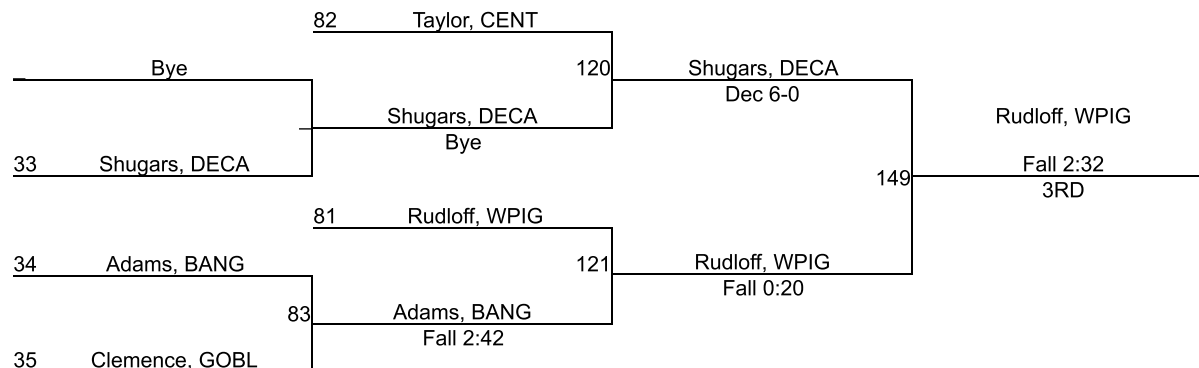 82 Taylor, CENT
Bye
120 Shugars, DECA
Dec 6-0
Shugars, DECA
Bye
Rudloff, WPIG
33 Shugars, DECA
Fall 2:32
149
3RD
81 Rudloff, WPIG
34 Adams, BANG
121 Rudloff, WPIG
Fall 0:20
83 Adams, BANG
Fall 2:42
35 Clemence, GOBL